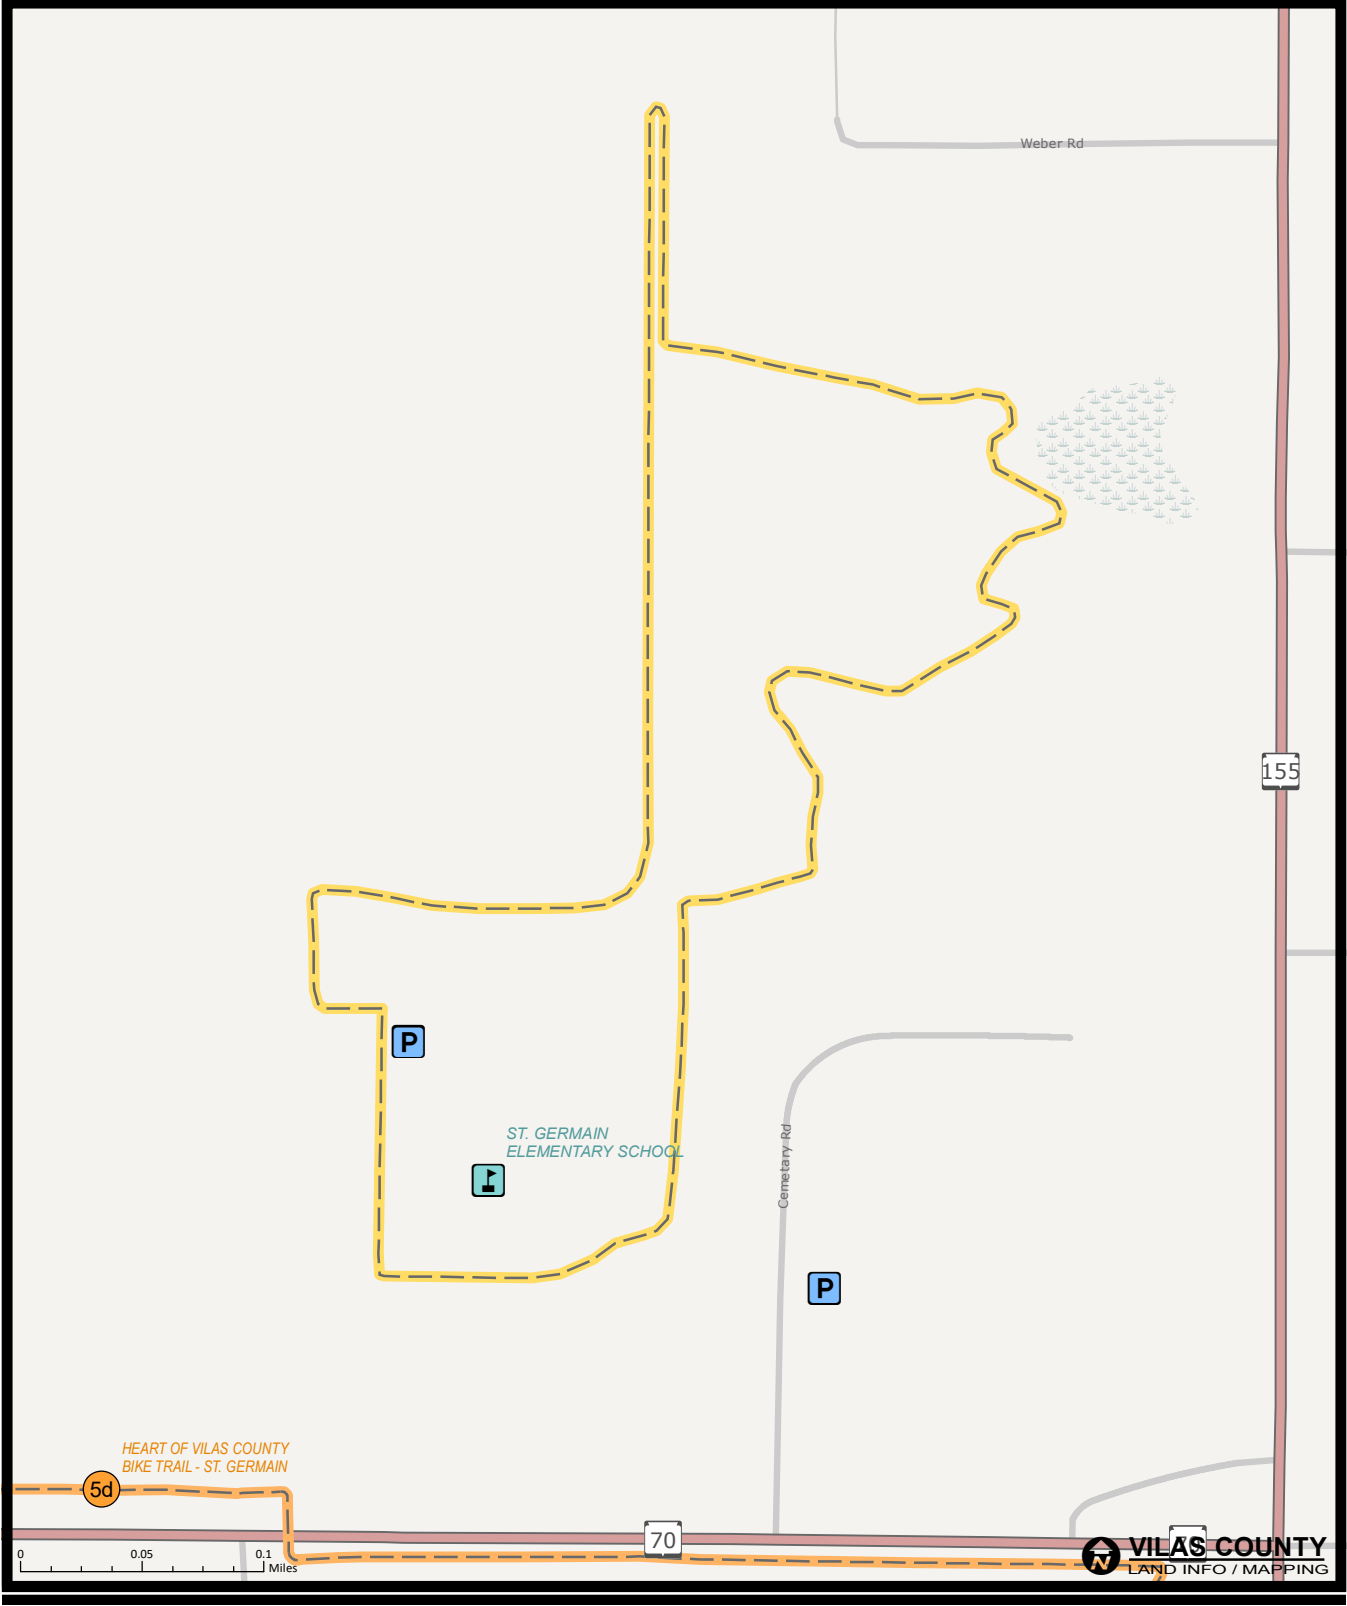 Weber Rd
155
P
ST. GERMAIN
ELEMENTARY SCHOOL
Cemetary Rd
P
HEART OF VILAS COUNTY
BIKE TRAIL - ST. GERMAIN
5d
70
0 0.05 0.1
Miles
N
VILAS COUNTY
LAND INFO / MAPPING